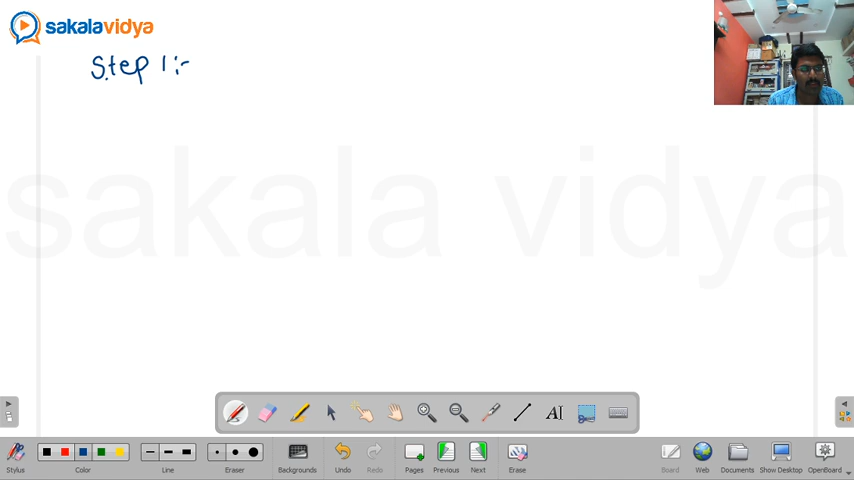 sakalavidya
Step 1:-
sakala vidya
Stylus
Color
Line
Eraser
Backgrounds
Undo
Redo
Pages
Previous
Next
Erase
Board
Web
Documents
Show Desktop
OpenBoard